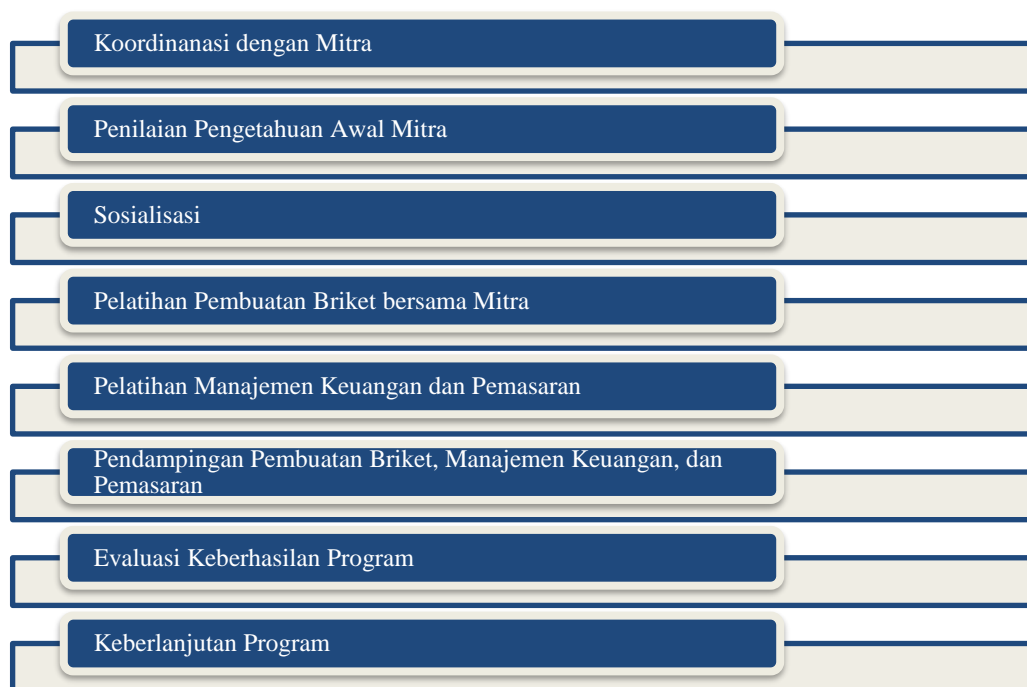 Koordinanasi dengan Mitra
Penilaian Pengetahuan Awal Mitra
Sosialisasi
Pelatihan Pembuatan Briket bersama Mitra
Pelatihan Manajemen Keuangan dan Pemasaran
Pendampingan Pembuatan Briket, Manajemen Keuangan, dan
Pemasaran
Evaluasi Keberhasilan Program
Keberlanjutan Program